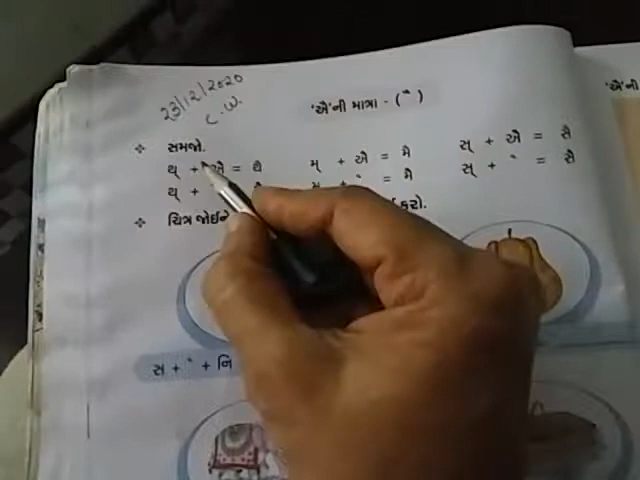 23/12/2020
C.W.
'ઐ'ની માત્રા - ( ૈ )
'ઐ'ની
❖ સમજો.
થ્ + ઐ = થૈ
મ્ + ઐ = મૈ
સ્ + ઐ = સૈ
થ્ +
= મૈ
સ્ + ૈ = સૈ
❖ ચિત્ર જોઈને
કરો.
સ + ૈ + નિ